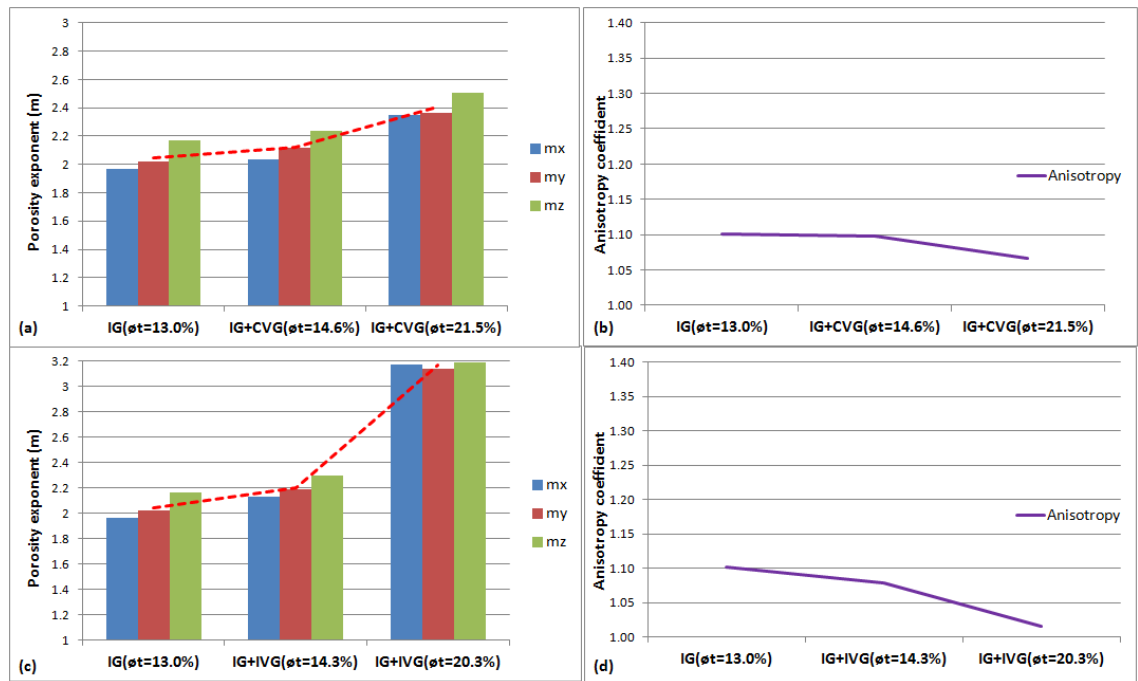 Porosity exponent (m)
3
2.8
2.6
2.4
2.2
2
1.8
1.6
1.4
1.2
1
mx
my
mz
(a)
IG(øt=13.0%) IG+CVG(øt=14.6%) IG+CVG(øt=21.5%)
Anisotropy coefficient
1.40
1.35
1.30
1.25
1.20
1.15
1.10
1.05
1.00
Anisotropy
(b)
IG(øt=13.0%) IG+CVG(øt=14.6%) IG+CVG(øt=21.5%)
Porosity exponent (m)
3.2
3
2.8
2.6
2.4
2.2
2
1.8
1.6
1.4
1.2
1
mx
my
mz
(c)
IG(øt=13.0%) IG+IVG(øt=14.3%) IG+IVG(øt=20.3%)
Anisotropy coefficient
1.40
1.35
1.30
1.25
1.20
1.15
1.10
1.05
1.00
Anisotropy
(d)
IG(øt=13.0%) IG+IVG(øt=14.3%) IG+IVG(øt=20.3%)